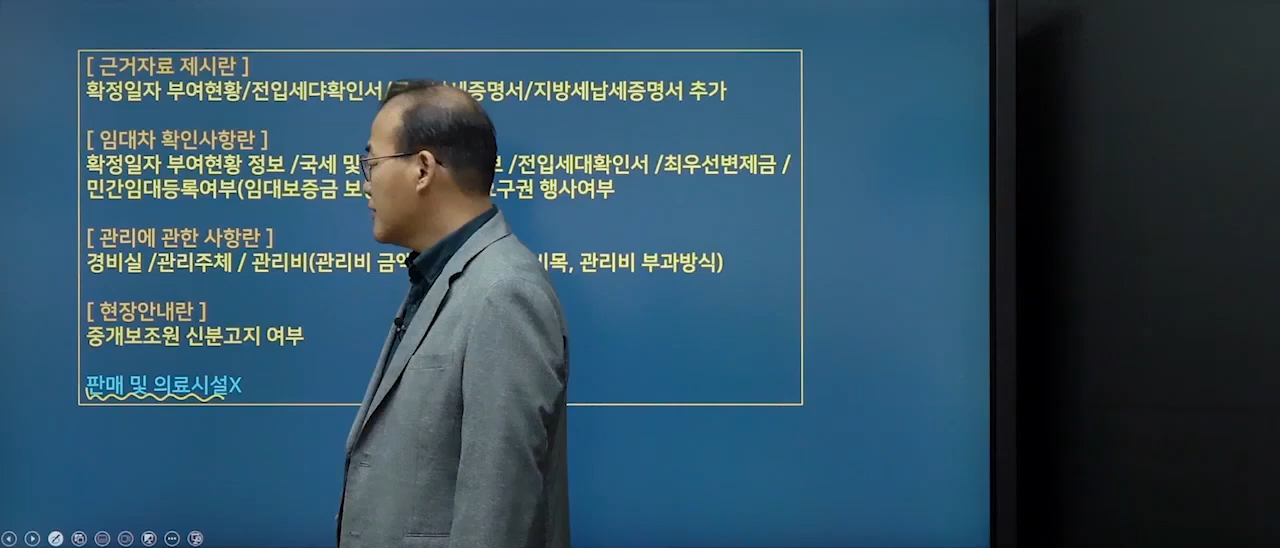 [ 근거자료 제시란 ]
확정일자 부여현황/전입세댜확인서/ 세증명서/지방세납세증명서 추가
[ 임대차 확인사항란 ]
확정일자 부여현황 정보 /국세 및 /전입세대확인서 /최우선변제금 /
민간임대등록여부(임대보증금 구권 행사여부
[ 관리에 관한 사항란 ]
경비실 /관리주체 / 관리비(관리비 비목, 관리비 부과방식)
[ 현장안내란 ]
중개보조원 신분고지 여부
판매 및 의료시설X